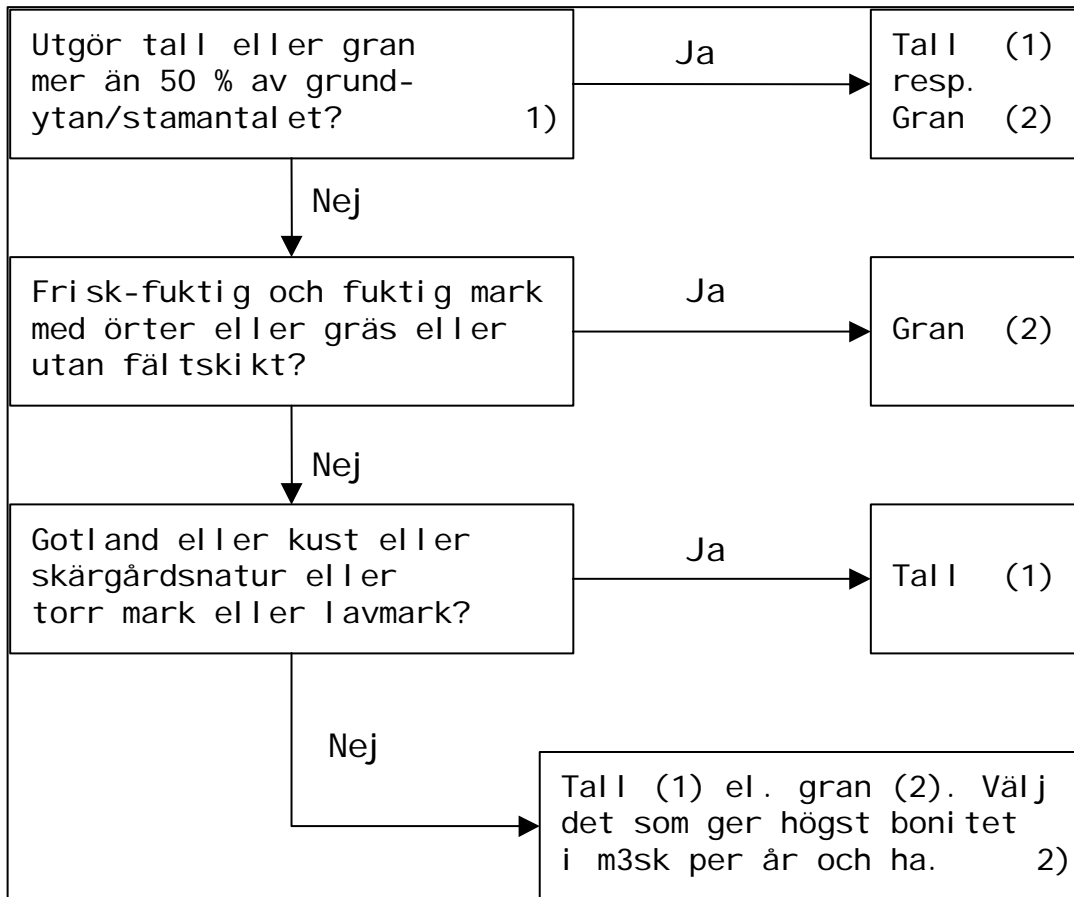 Utgör tall eller gran
mer än 50 % av grund-
ytan/stamantalet? 1)
Ja
Tall (1)
resp.
Gran (2)
Nej
Frisk-fuktig och fuktig mark
med örter eller gräs eller
utan fältskikt?
Ja
Gran (2)
Nej
Gotland eller kust eller
skärgårdsnatur eller
torr mark eller lavmark?
Ja
Tall (1)
Nej
Tall (1) el. gran (2). Välj
det som ger högst bonitet
i m3sk per år och ha. 2)